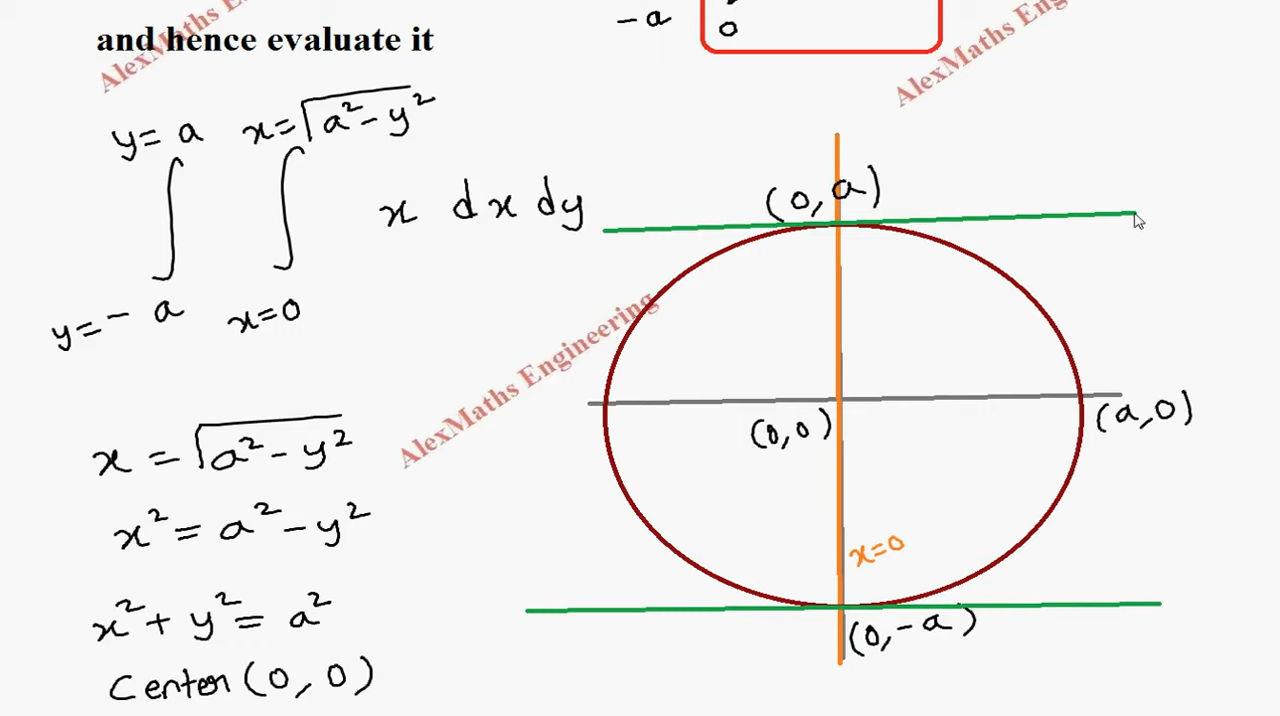 -a
0
and hence evaluate it
AlexMaths Engineering
AlexMaths Eng
y = a x = √a² - y²
∫ ∫ x dx dy
y = -a x = 0
(0, a)
AlexMaths Engineering
(0, 0)
(a, 0)
x = √a² - y²
x² = a² - y²
x = 0
x² + y² = a²
(0, -a)
Center (0, 0)